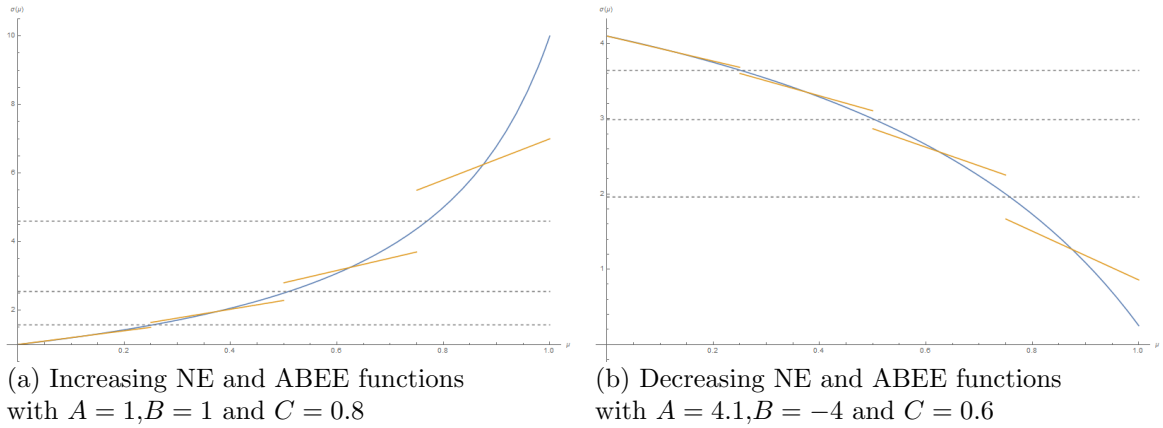 σ(μ)
10
8
6
4
2
0.2 0.4 0.6 0.8 1.0 μ
σ(μ)
4
3
2
1
0.2 0.4 0.6 0.8 1.0 μ
(a) Increasing NE and ABEE functions
with A = 1,B = 1 and C = 0.8
(b) Decreasing NE and ABEE functions
with A = 4.1,B = −4 and C = 0.6